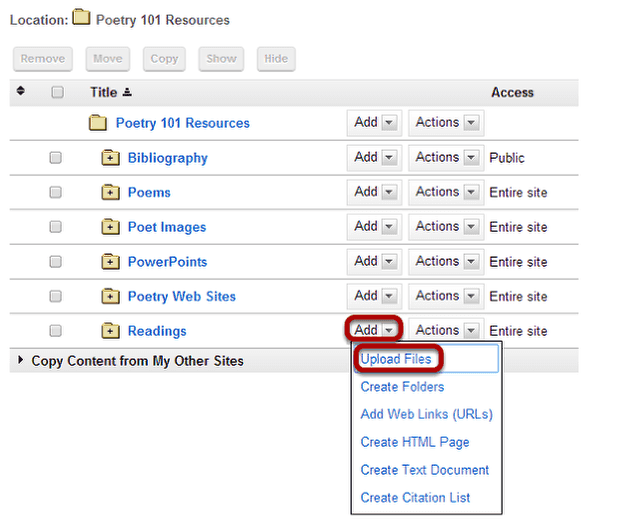 Location: Poetry 101 Resources
Remove Move Copy Show Hide
Title Access
Poetry 101 Resources Add Actions
Bibliography Add Actions Public
Poems Add Actions Entire site
Poet Images Add Actions Entire site
PowerPoints Add Actions Entire site
Poetry Web Sites Add Actions Entire site
Readings Add Actions Entire site
Copy Content from My Other Sites
Upload Files
Create Folders
Add Web Links (URLs)
Create HTML Page
Create Text Document
Create Citation List